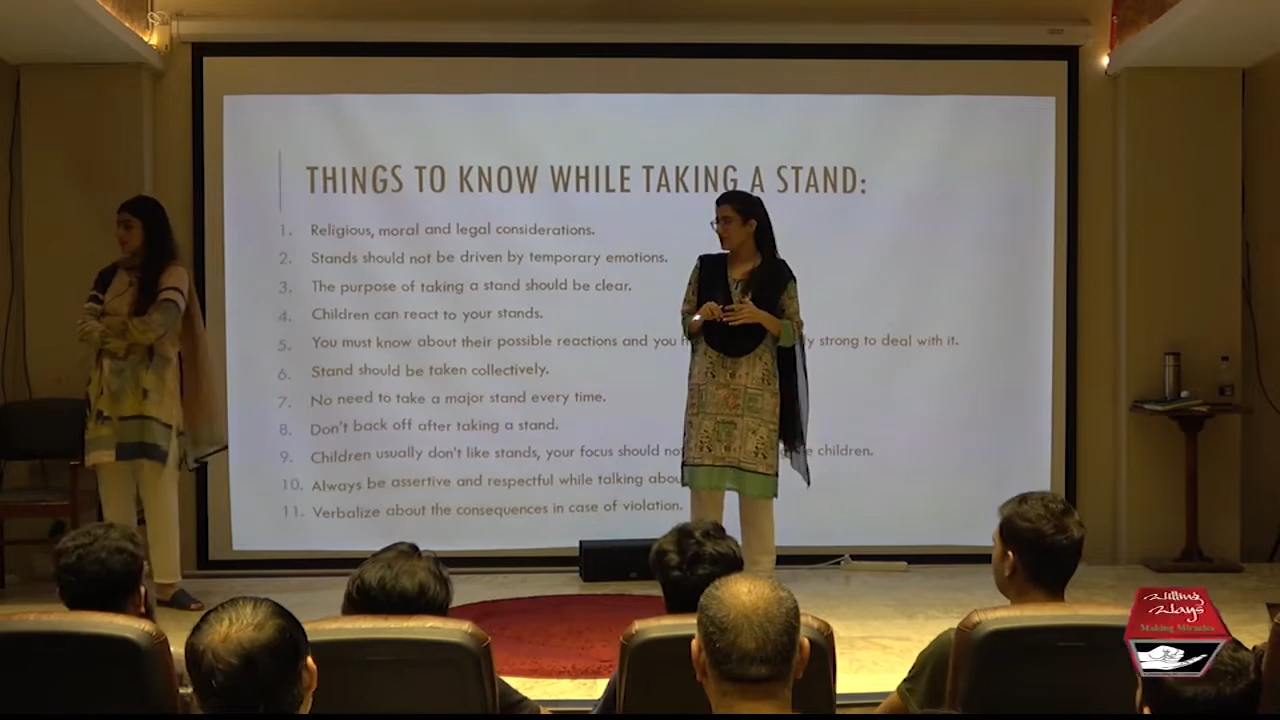 THINGS TO KNOW WHILE TAKING A STAND:
1. Religious, moral and legal considerations.
2. Stands should not be driven by temporary emotions.
3. The purpose of taking a stand should be clear.
4. Children can react to your stands.
5. You must know about their possible reactions and you strong to deal with it.
6. Stand should be taken collectively.
7. No need to take a major stand every time.
8. Don't back off after taking a stand.
9. Children usually don't like stands, your focus should children.
10. Always be assertive and respectful while talking
11. Verbalize about the consequences in case of violation.
Willing
Ways
Making Miracles